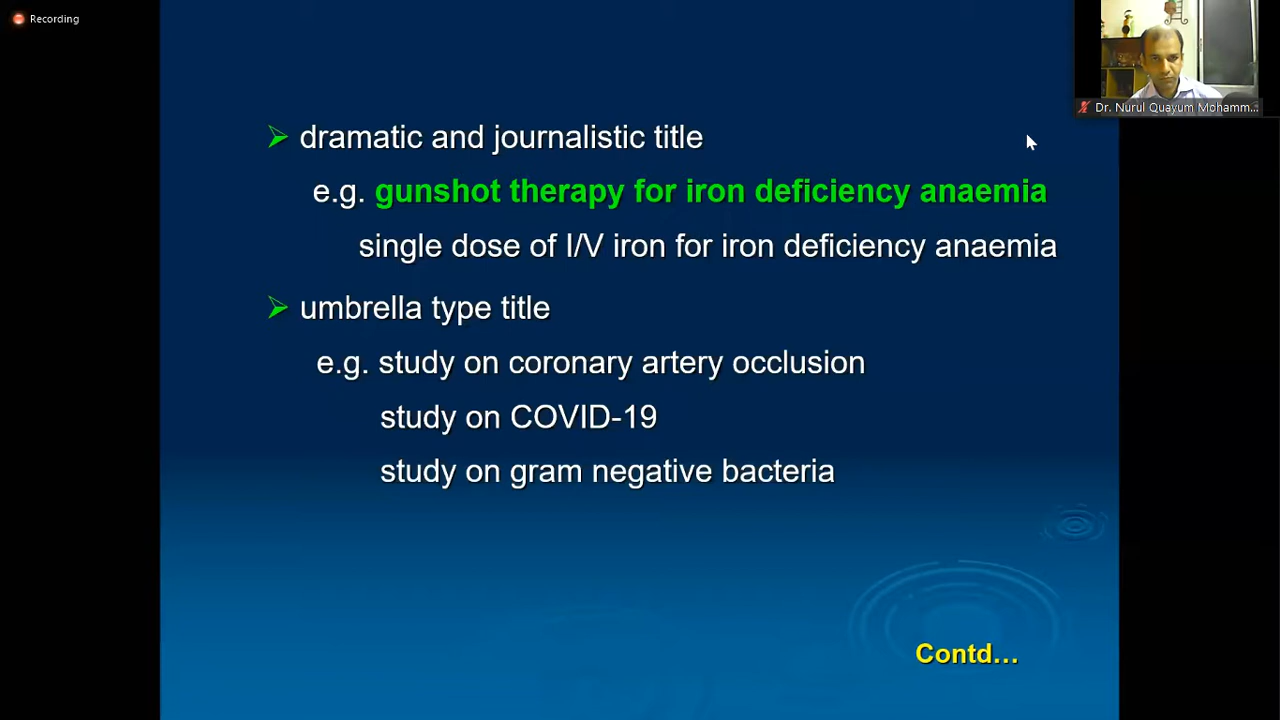 Recording
Dr. Nurul Quayum Mohamm...
dramatic and journalistic title
e.g. gunshot therapy for iron deficiency anaemia
single dose of I/V iron for iron deficiency anaemia
umbrella type title
e.g. study on coronary artery occlusion
study on COVID-19
study on gram negative bacteria
Contd...